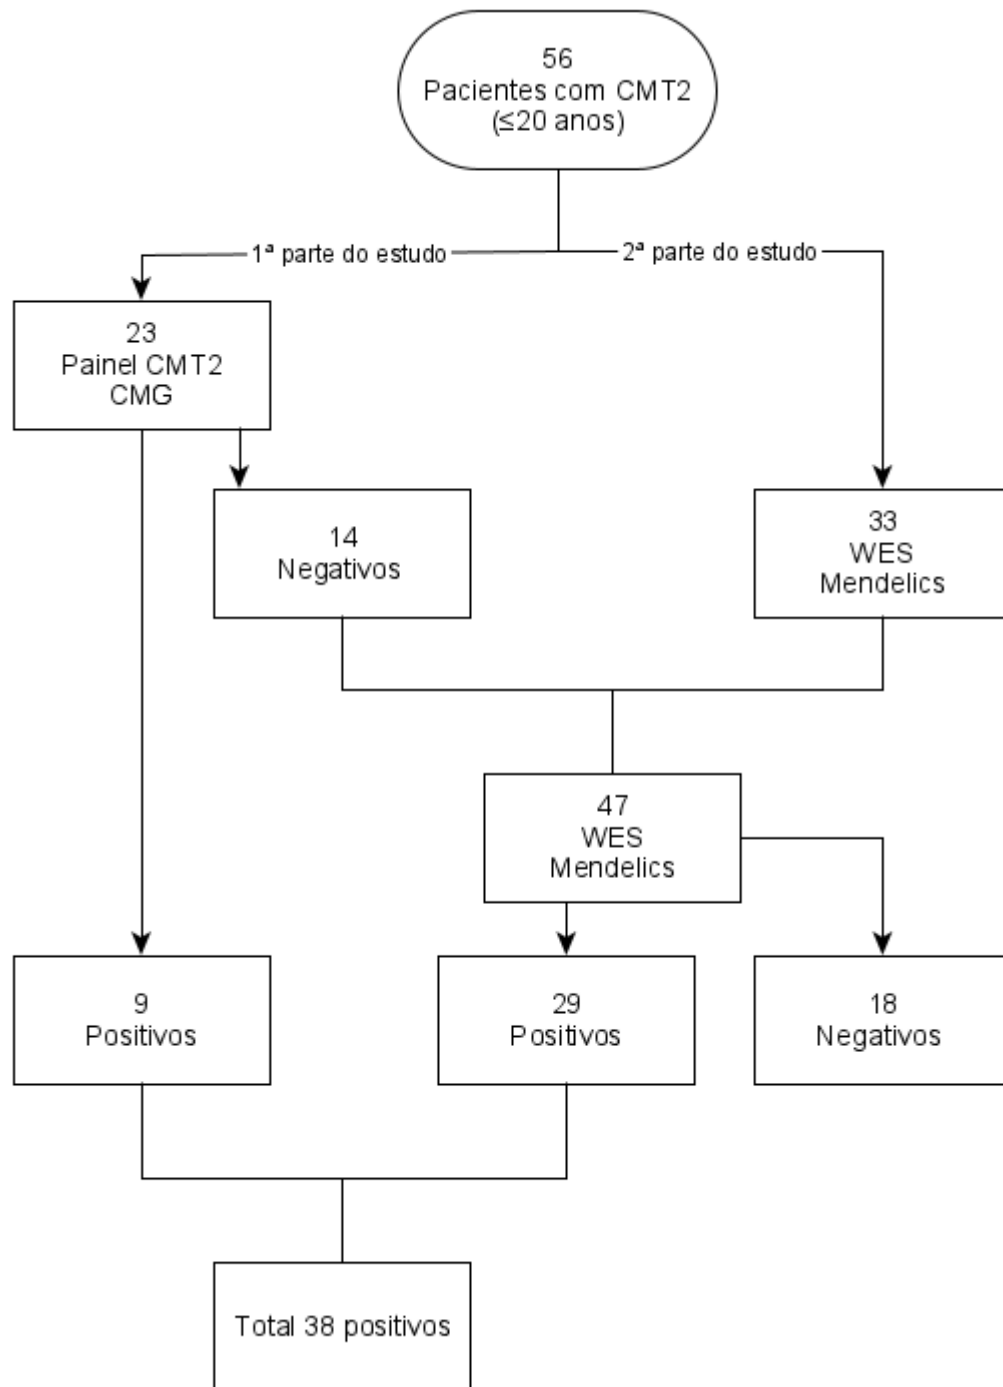 56
Pacientes com CMT2
(≤20 anos)
1ª parte do estudo
2ª parte do estudo
23
Painel CMT2
CMG
14
Negativos
33
WES
Mendelics
47
WES
Mendelics
9
Positivos
29
Positivos
18
Negativos
Total 38 positivos